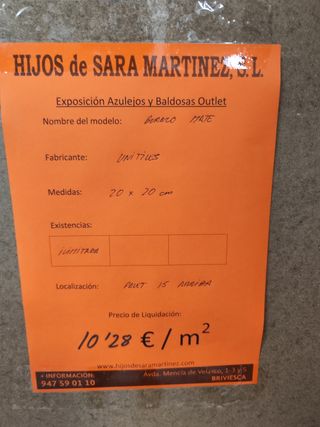 HIJOS de SARA MARTINEZ, S.L.
Exposición Azulejos y Baldosas Outlet
Nombre del modelo: MATE
Fabricante: UNITILES
Medidas: 20 x 20 cm
Existencias:
ILIMITADA
Localización: 15 ARRIBA
Precio de Liquidación:
10'28 € / m²
www.hijosdesaramartinez.com
• INFORMACIÓN: Avda. Mencía de Velasco, 1-3 y 5
947 59 01 10 BRIVIESCA